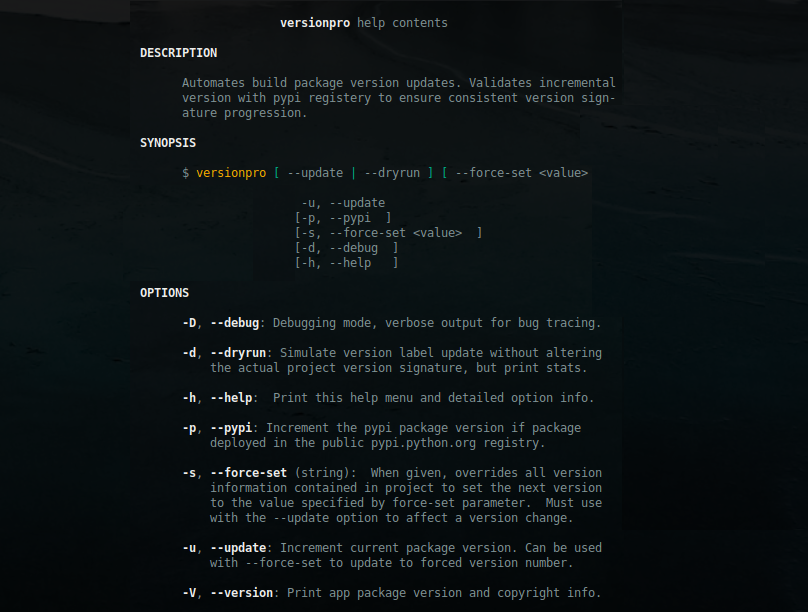 versionpro help contents
DESCRIPTION
Automates build package version updates. Validates incremental
version with pypi registery to ensure consistent version sign-
ature progression.
SYNOPSIS
$ versionpro [ --update | --dryrun ] [ --force-set <value>
-u, --update
[-p, --pypi  ]
[-s, --force-set <value>  ]
[-d, --debug  ]
[-h, --help   ]
OPTIONS
-D, --debug: Debugging mode, verbose output for bug tracing.
-d, --dryrun: Simulate version label update without altering
the actual project version signature, but print stats.
-h, --help:  Print this help menu and detailed option info.
-p, --pypi: Increment the pypi package version if package
deployed in the public pypi.python.org registry.
-s, --force-set (string):  When given, overrides all version
information contained in project to set the next version
to the value specified by force-set parameter.  Must use
with the --update option to affect a version change.
-u, --update: Increment current package version. Can be used
with --force-set to update to forced version number.
-V, --version: Print app package version and copyright info.